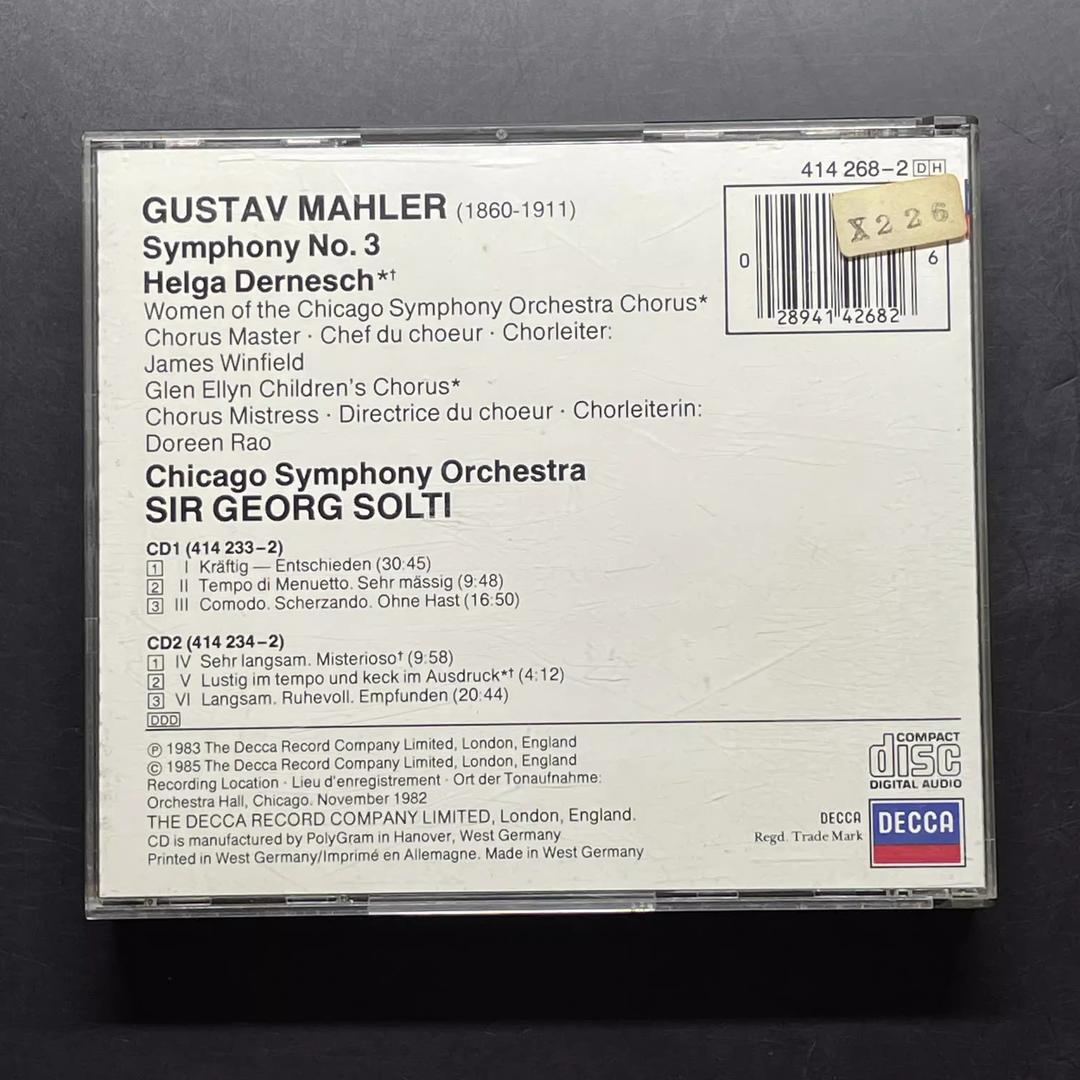 414 268–2 DH
X226
0 28941 42682 6
GUSTAV MAHLER (1860-1911)
Symphony No. 3
Helga Dernesch*†
Women of the Chicago Symphony Orchestra Chorus*
Chorus Master · Chef du choeur · Chorleiter:
James Winfield
Glen Ellyn Children's Chorus*
Chorus Mistress · Directrice du choeur · Chorleiterin:
Doreen Rao
Chicago Symphony Orchestra
SIR GEORG SOLTI
CD1 (414 233–2)
1 I Kräftig — Entschieden (30:45)
2 II Tempo di Menuetto. Sehr mässig (9:48)
3 III Comodo. Scherzando. Ohne Hast (16:50)
CD2 (414 234–2)
1 IV Sehr langsam. Misterioso† (9:58)
2 V Lustig im tempo und keck im Ausdruck*† (4:12)
3 VI Langsam. Ruhevoll. Empfunden (20:44)
DDD
℗ 1983 The Decca Record Company Limited, London, England
© 1985 The Decca Record Company Limited, London, England
Recording Location · Lieu d'enregistrement · Ort der Tonaufnahme:
Orchestra Hall, Chicago. November 1982
THE DECCA RECORD COMPANY LIMITED, London, England.
CD is manufactured by PolyGram in Hanover, West Germany
Printed in West Germany/Imprimé en Allemagne. Made in West Germany
COMPACT
disc
DIGITAL AUDIO
DECCA
Regd. Trade Mark
DECCA